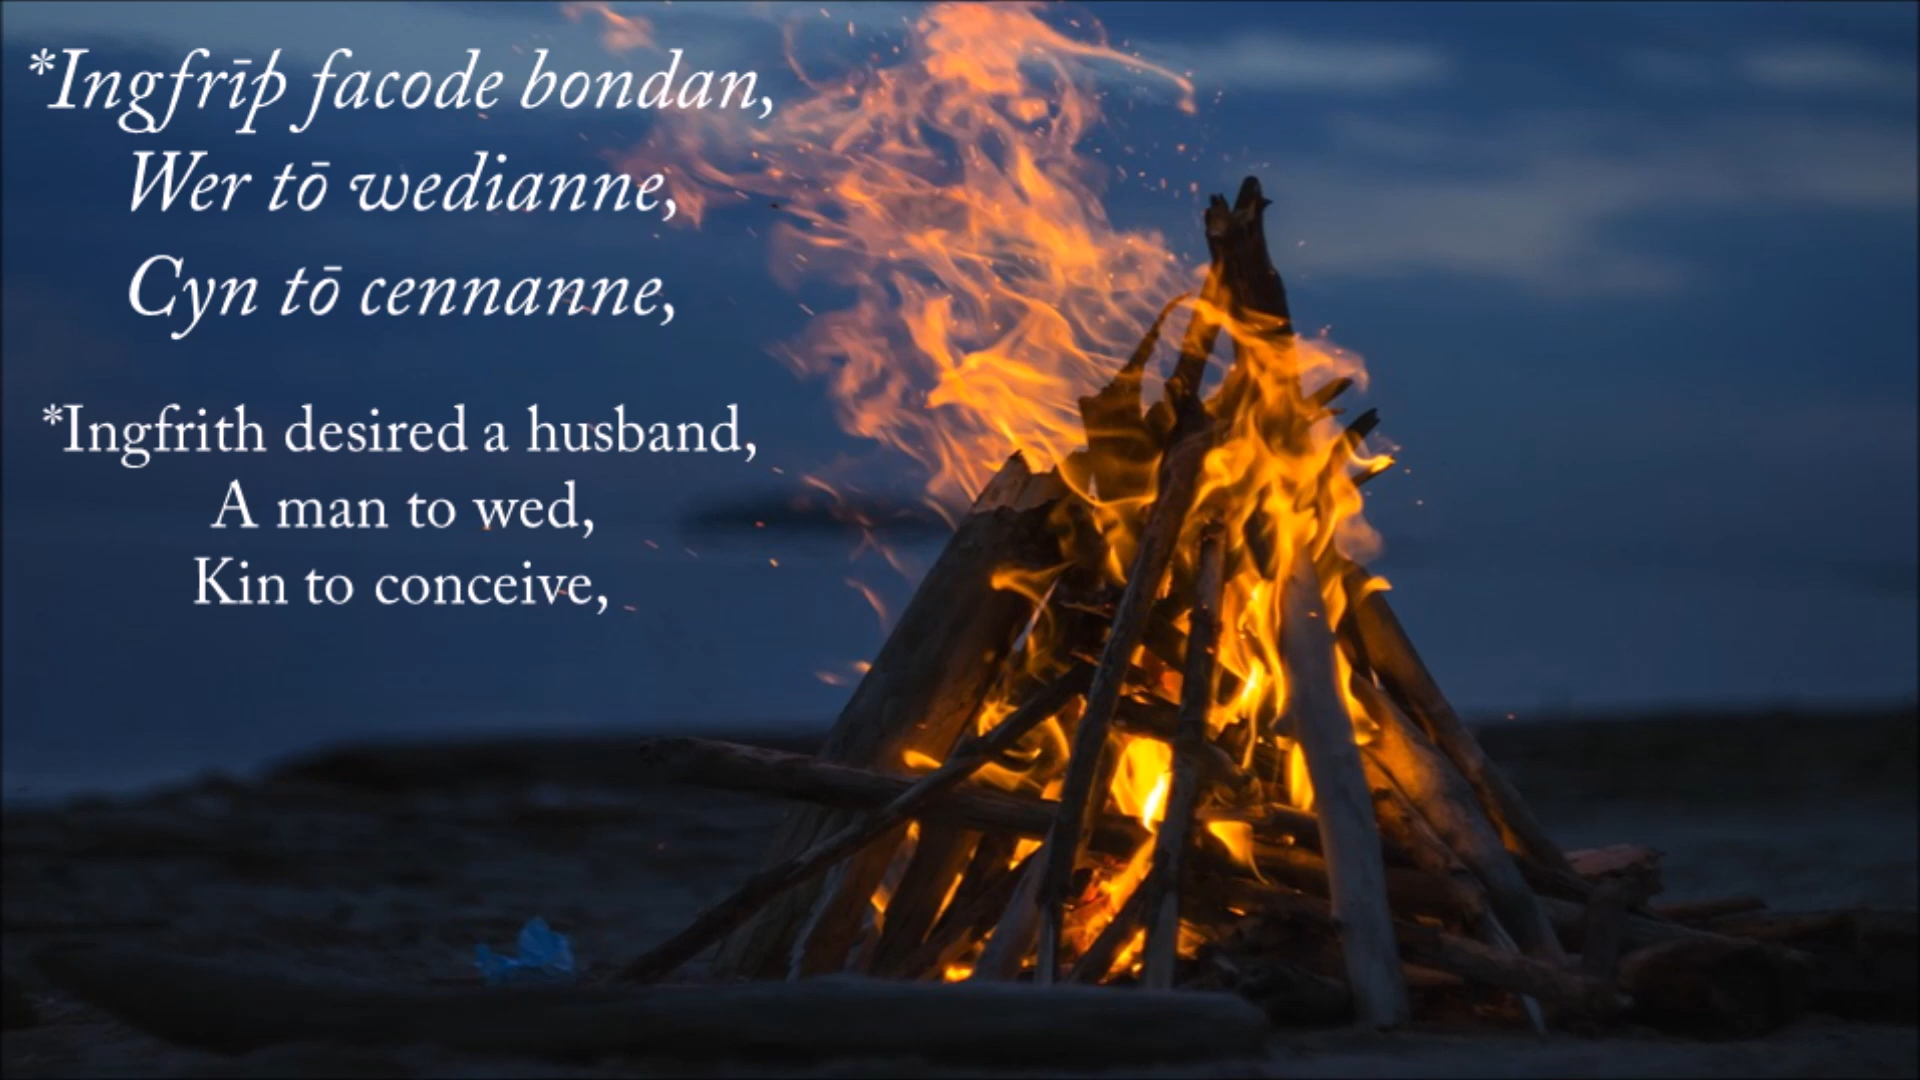 *Ingfrīþ facode bondan,
Wer tō wedianne,
Cyn tō cennanne,
*Ingfrith desired a husband,
A man to wed,
Kin to conceive,